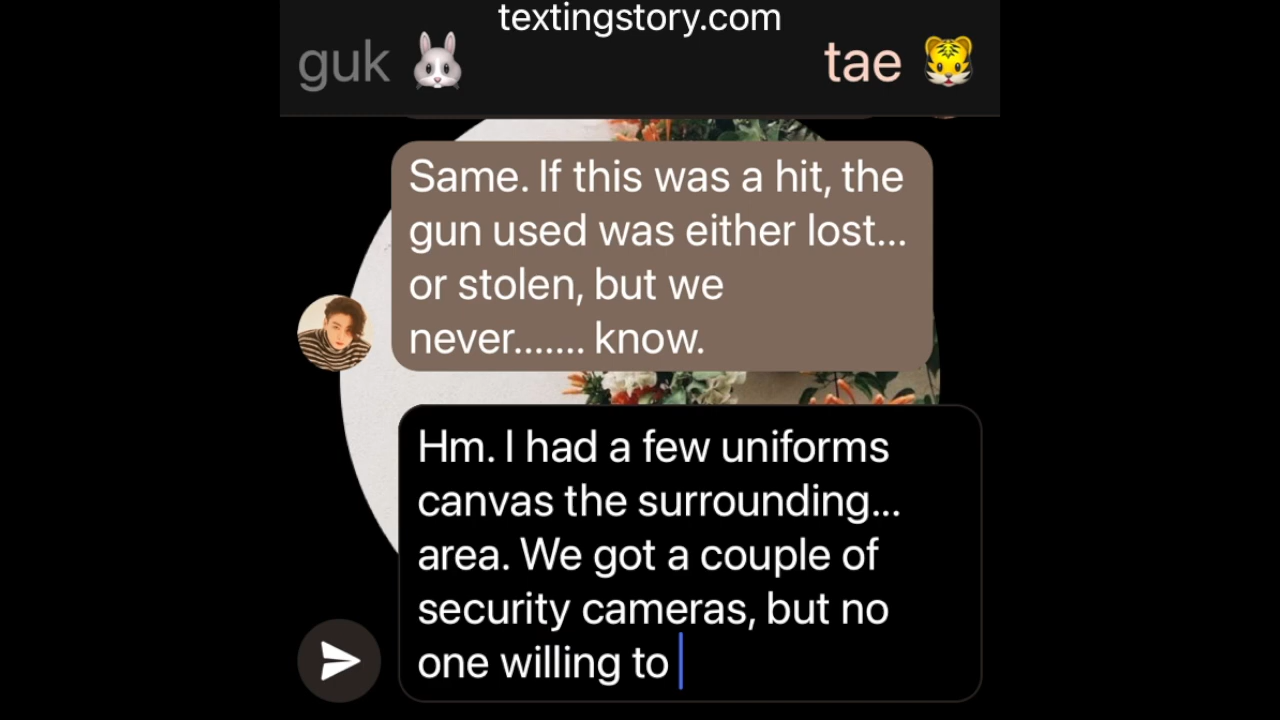 textingstory.com
guk 🐰
tae 🐯
Same. If this was a hit, the
gun used was either lost...
or stolen, but we
never....... know.
Hm. I had a few uniforms
canvas the surrounding...
area. We got a couple of
security cameras, but no
one willing to